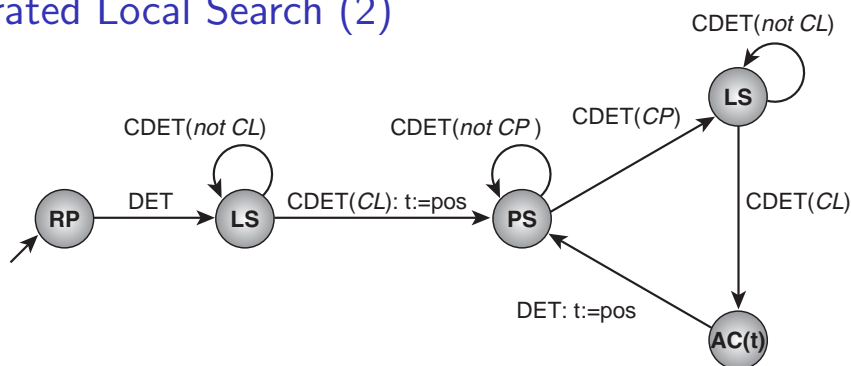 rated Local Search (2)
CDET(not CL)
CDET(not CL)
CDET(not CP )
CDET(CP)
LS
RP
DET
LS
CDET(CL): t:=pos
PS
CDET(CL)
DET: t:=pos
AC(t)